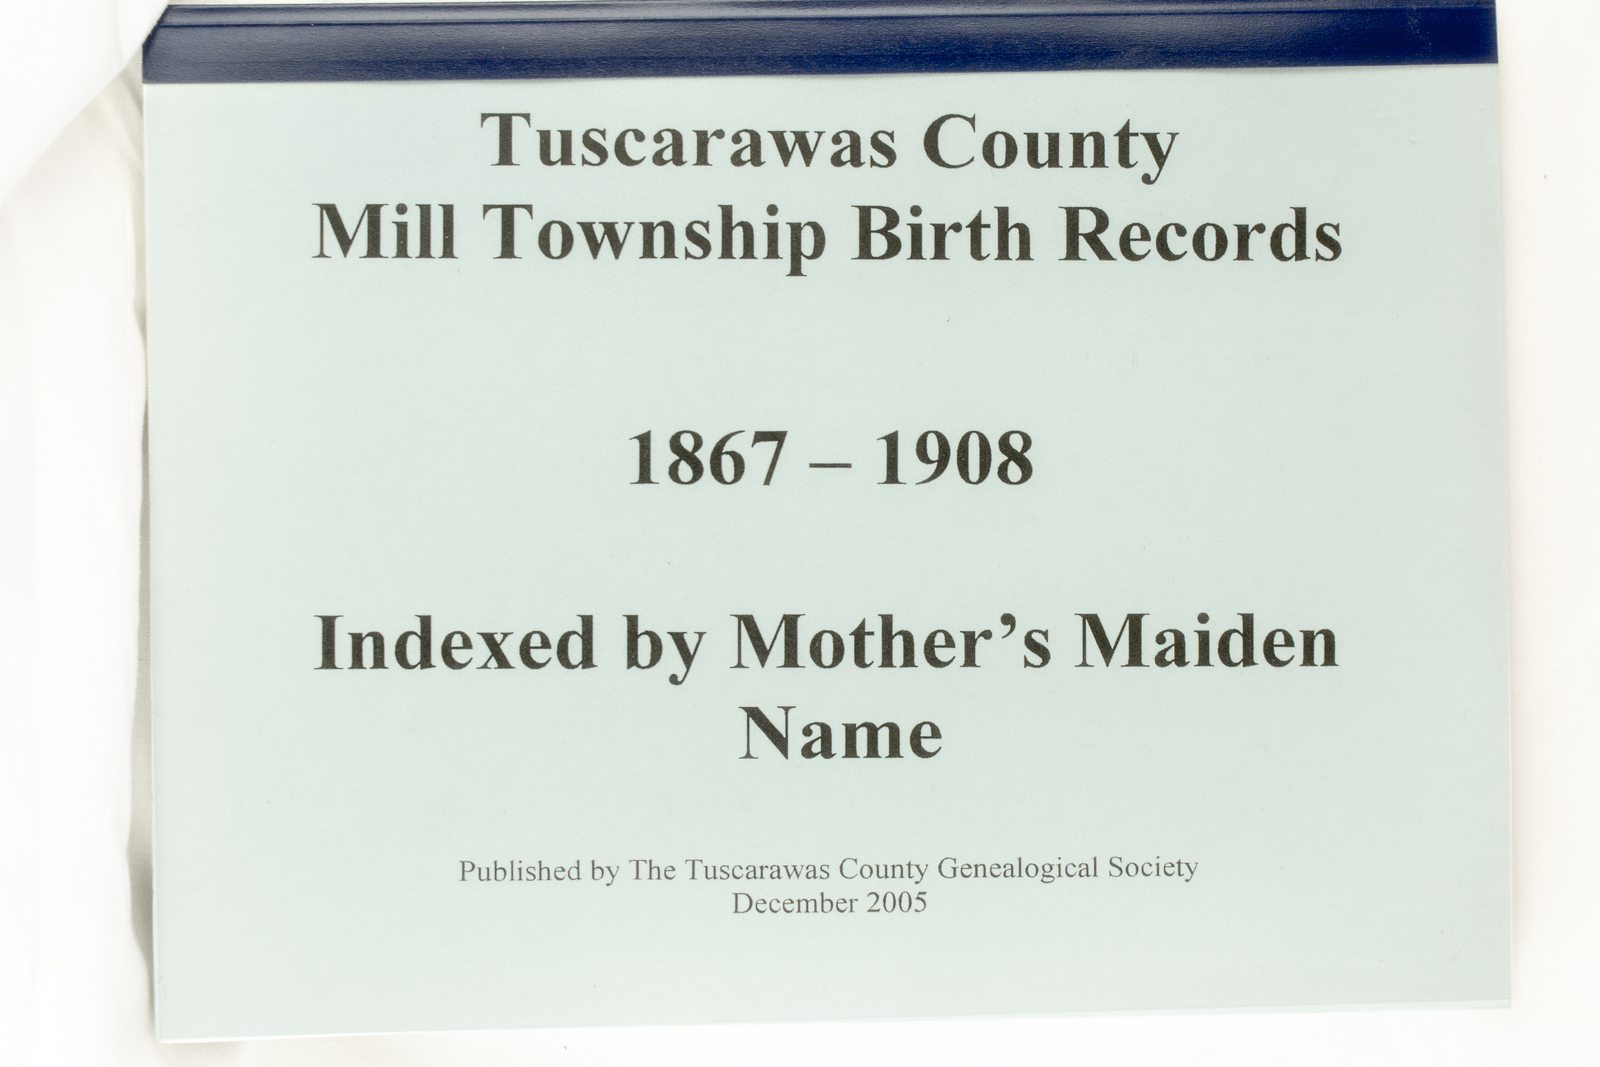 Tuscarawas County
Mill Township Birth Records
1867 – 1908
Indexed by Mother’s Maiden
Name
Published by The Tuscarawas County Genealogical Society
December 2005